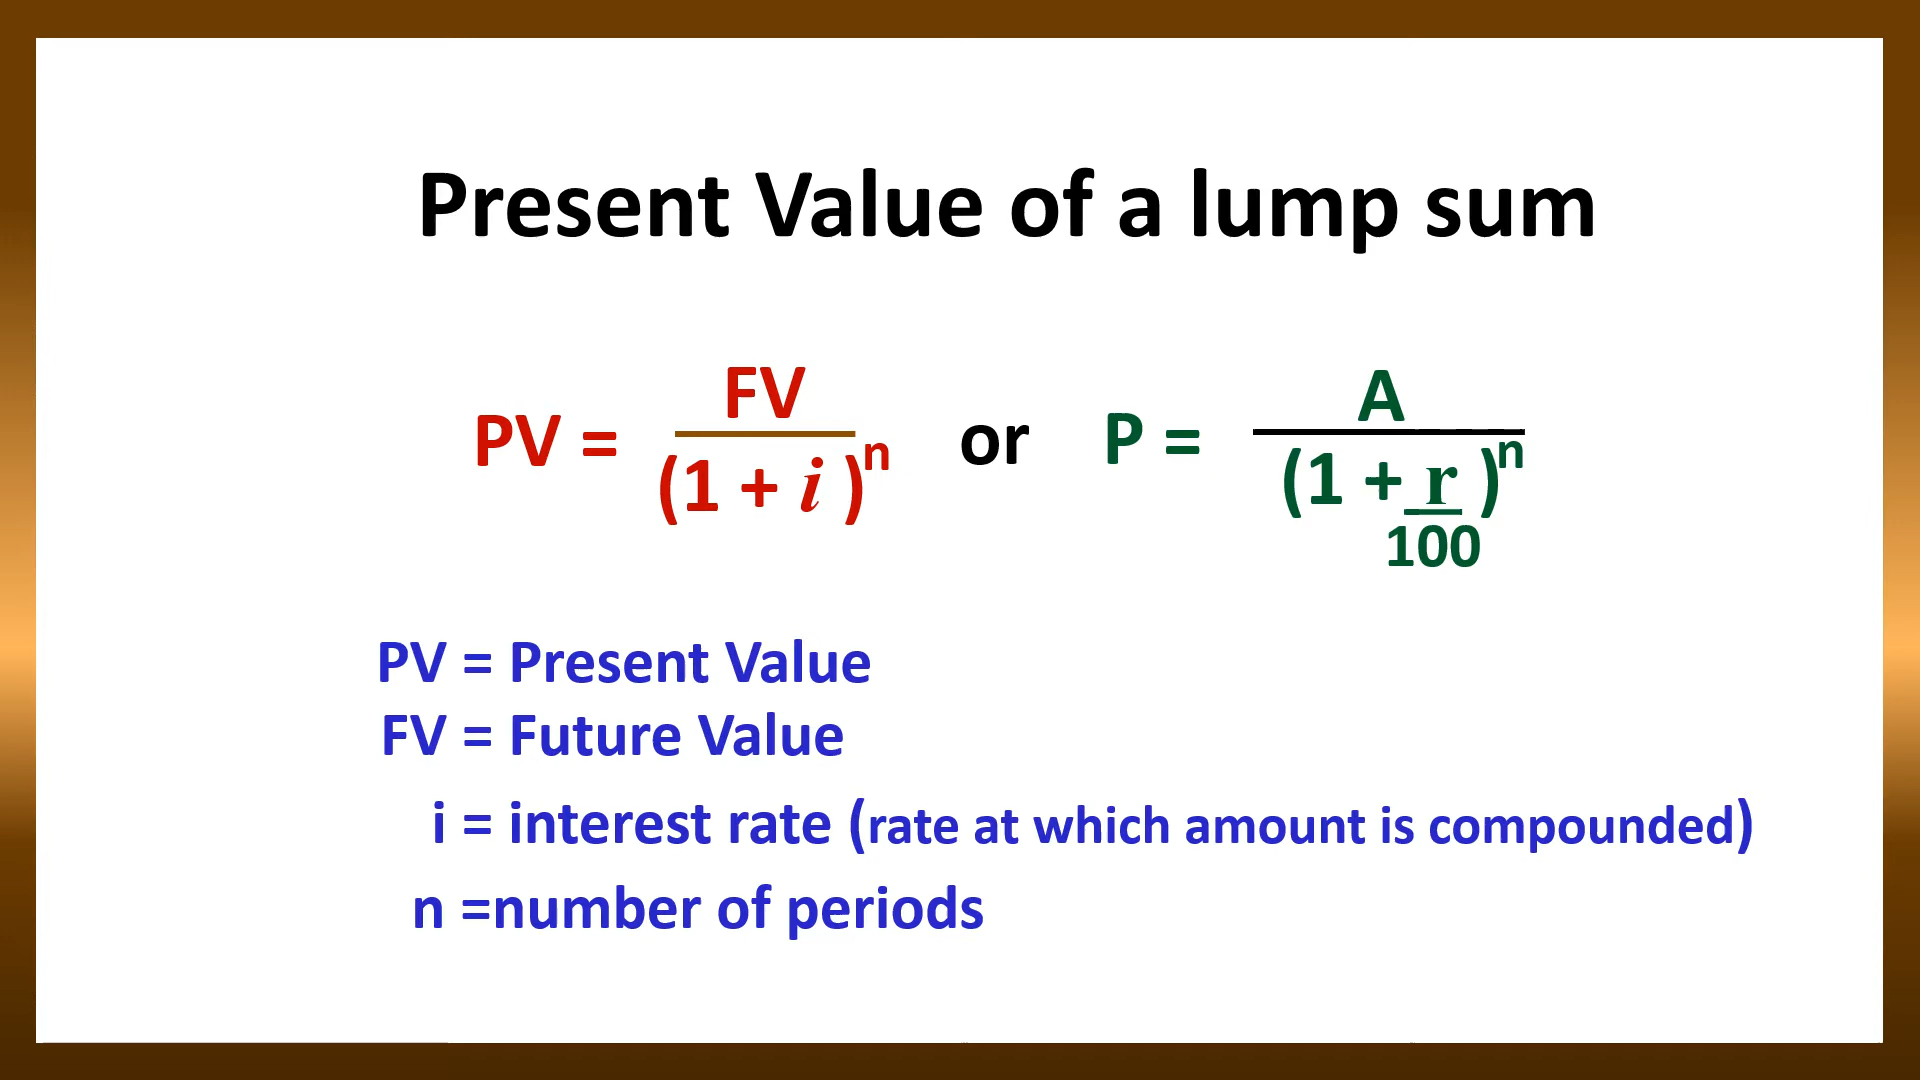 Present Value of a lump sum
PV = FV / (1 + i )^n or P = A / (1 + r/100 )^n
PV = Present Value
FV = Future Value
i = interest rate (rate at which amount is compounded)
n =number of periods